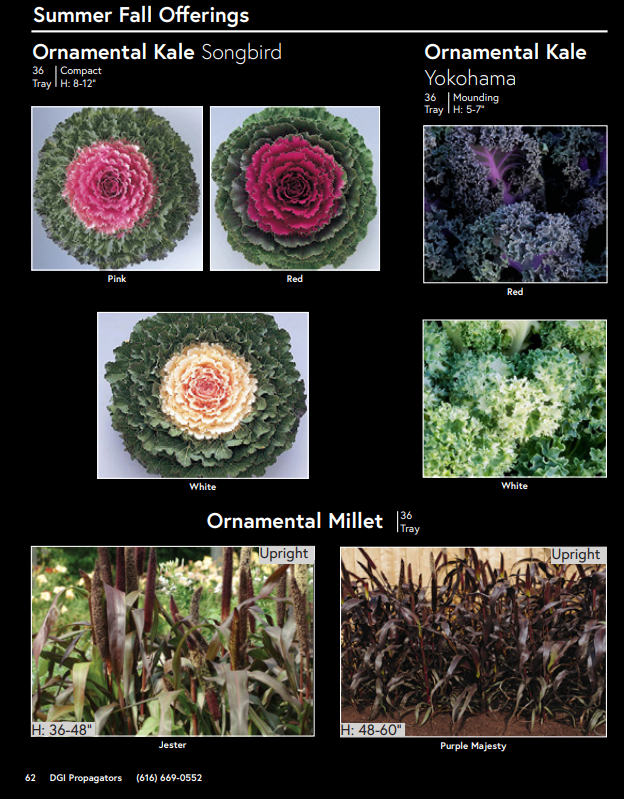 Summer Fall Offerings
Ornamental Kale Songbird
36 Tray | Compact H: 8-12"
Pink
Red
White
Ornamental Kale
Yokohama
36 Tray | Mounding H: 5-7"
Red
White
Ornamental Millet
36
Tray
Upright
H: 36-48"
Jester
Upright
H: 48-60"
Purple Majesty
62 DGI Propagators (616) 669-0552